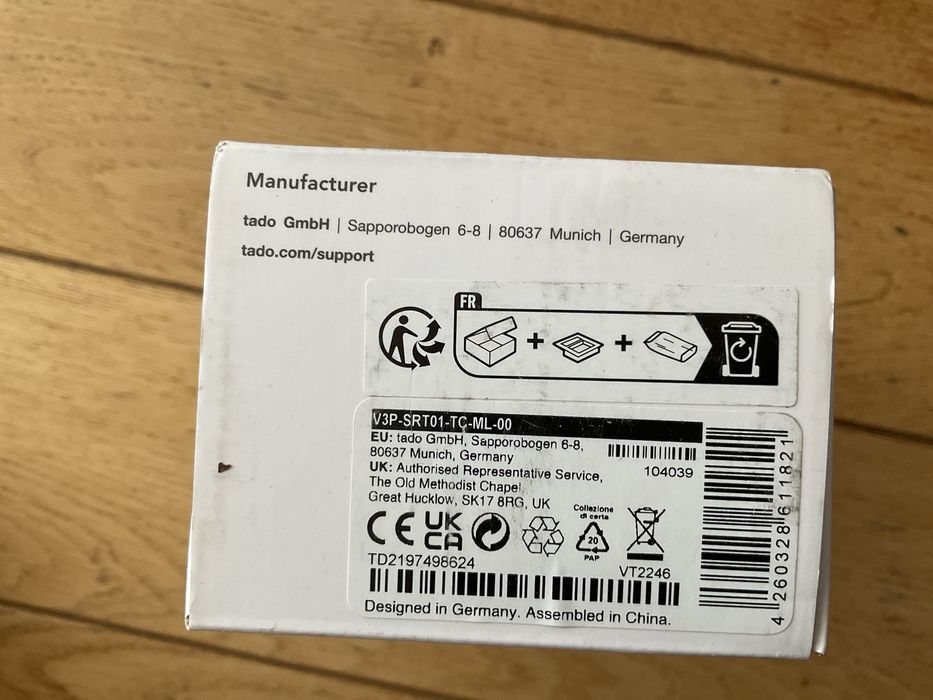 Manufacturer
tado GmbH | Sapporobogen 6-8 | 80637 Munich | Germany
tado.com/support
FR
V3P-SRT01-TC-ML-00
EU: tado GmbH, Sapporobogen 6-8,
80637 Munich, Germany
104039
UK: Authorised Representative Service,
The Old Methodist Chapel,
Great Hucklow, SK17 8RG, UK
CE UK CA
Collezione
di carta
20
PAP
TD2197498624
VT2246
Designed in Germany. Assembled in China.
4 260328 611821